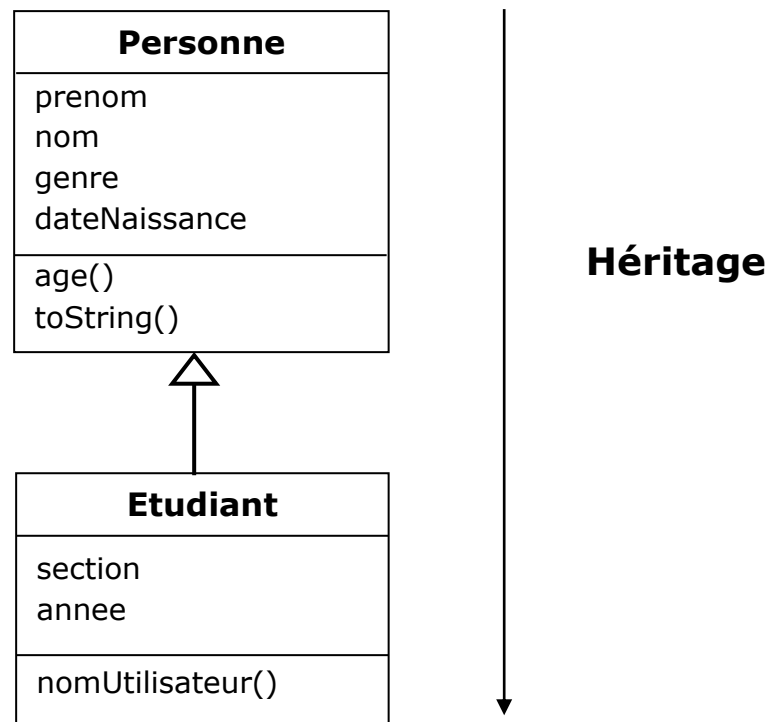 Personne
prenom
nom
genre
dateNaissance
age()
toString()
Héritage
Etudiant
section
annee
nomUtilisateur()